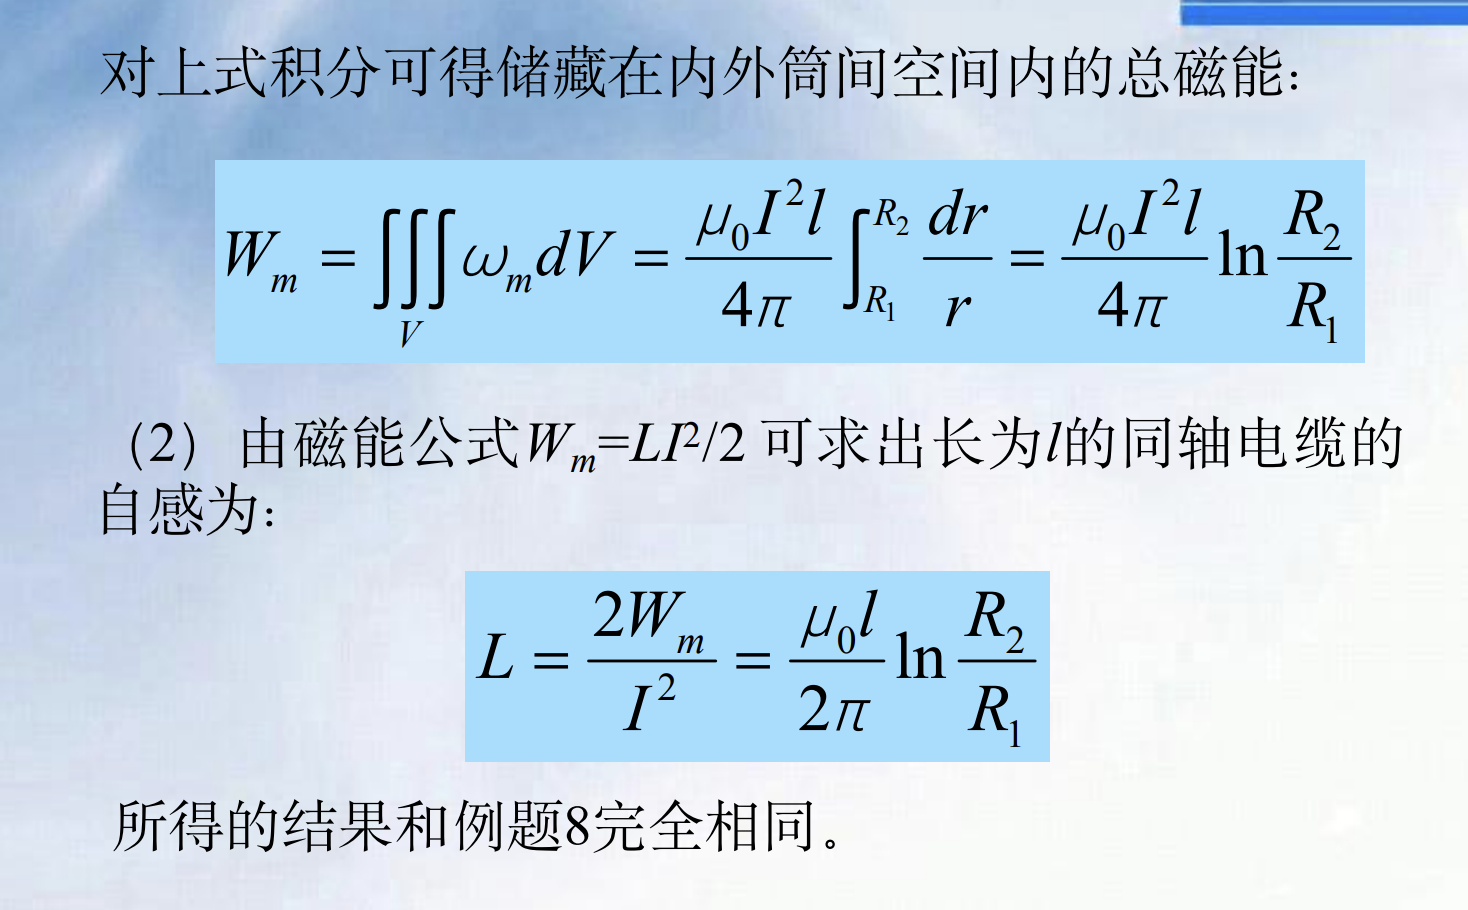 对上式积分可得储藏在内外筒间空间内的总磁能:
$W_m = \iiint_V \omega_m dV = \frac{\mu_0 I^2 l}{4\pi} \int_{R_1}^{R_2} \frac{dr}{r} = \frac{\mu_0 I^2 l}{4\pi} \ln \frac{R_2}{R_1}$
（2）由磁能公式$W_m$=$LI^2$/2 可求出长为$l$的同轴电缆的
自感为:
$L = \frac{2W_m}{I^2} = \frac{\mu_0 l}{2\pi} \ln \frac{R_2}{R_1}$
所得的结果和例题8完全相同。